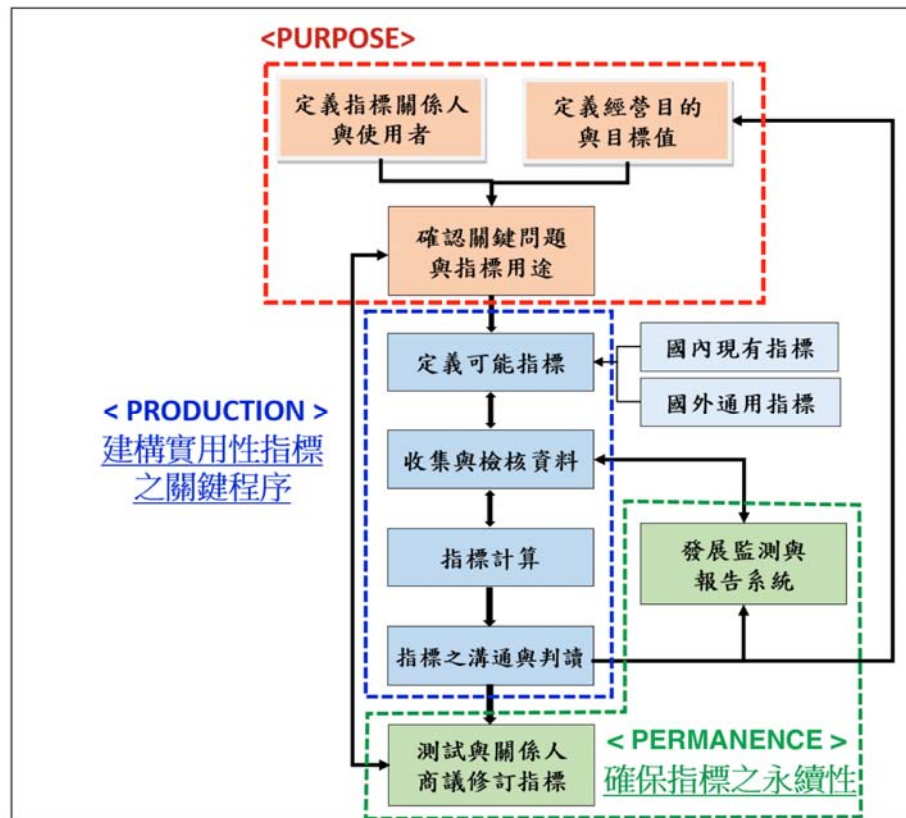 <PURPOSE>
定義指標關係人
與使用者
定義經營目的
與目標值
確認關鍵問題
與指標用途
定義可能指標
國內現有指標
國外通用指標
< PRODUCTION >
建構實用性指標
之關鍵程序
收集與檢核資料
指標計算
發展監測與
報告系統
指標之溝通與判讀
測試與關係人
商議修訂指標
< PERMANENCE >
確保指標之永續性